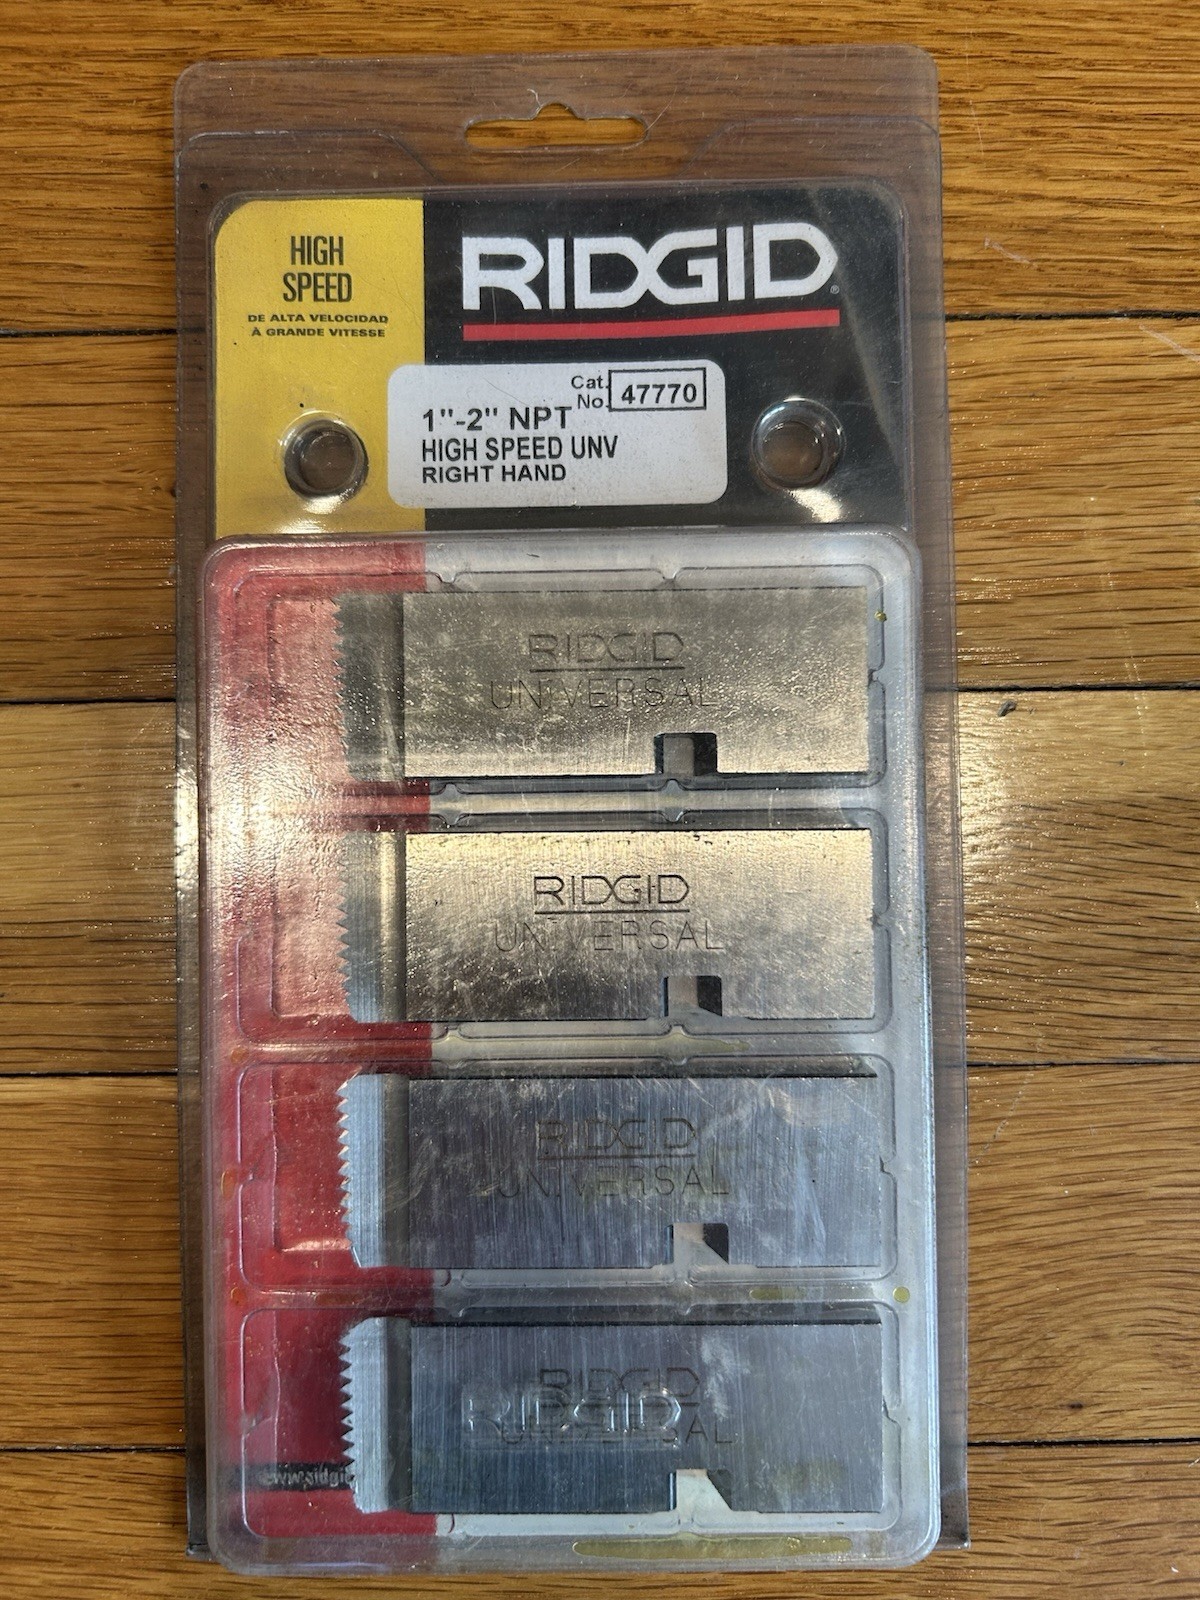 HIGH
SPEED
DE ALTA VELOCIDAD
À GRANDE VITESSE
RIDGID®
Cat.
No. 47770
1"-2" NPT
HIGH SPEED UNV
RIGHT HAND
RIDGID
UNIVERSAL
RIDGID
UNIVERSAL
RIDGID
UNIVERSAL
RIDGID
RIDGID